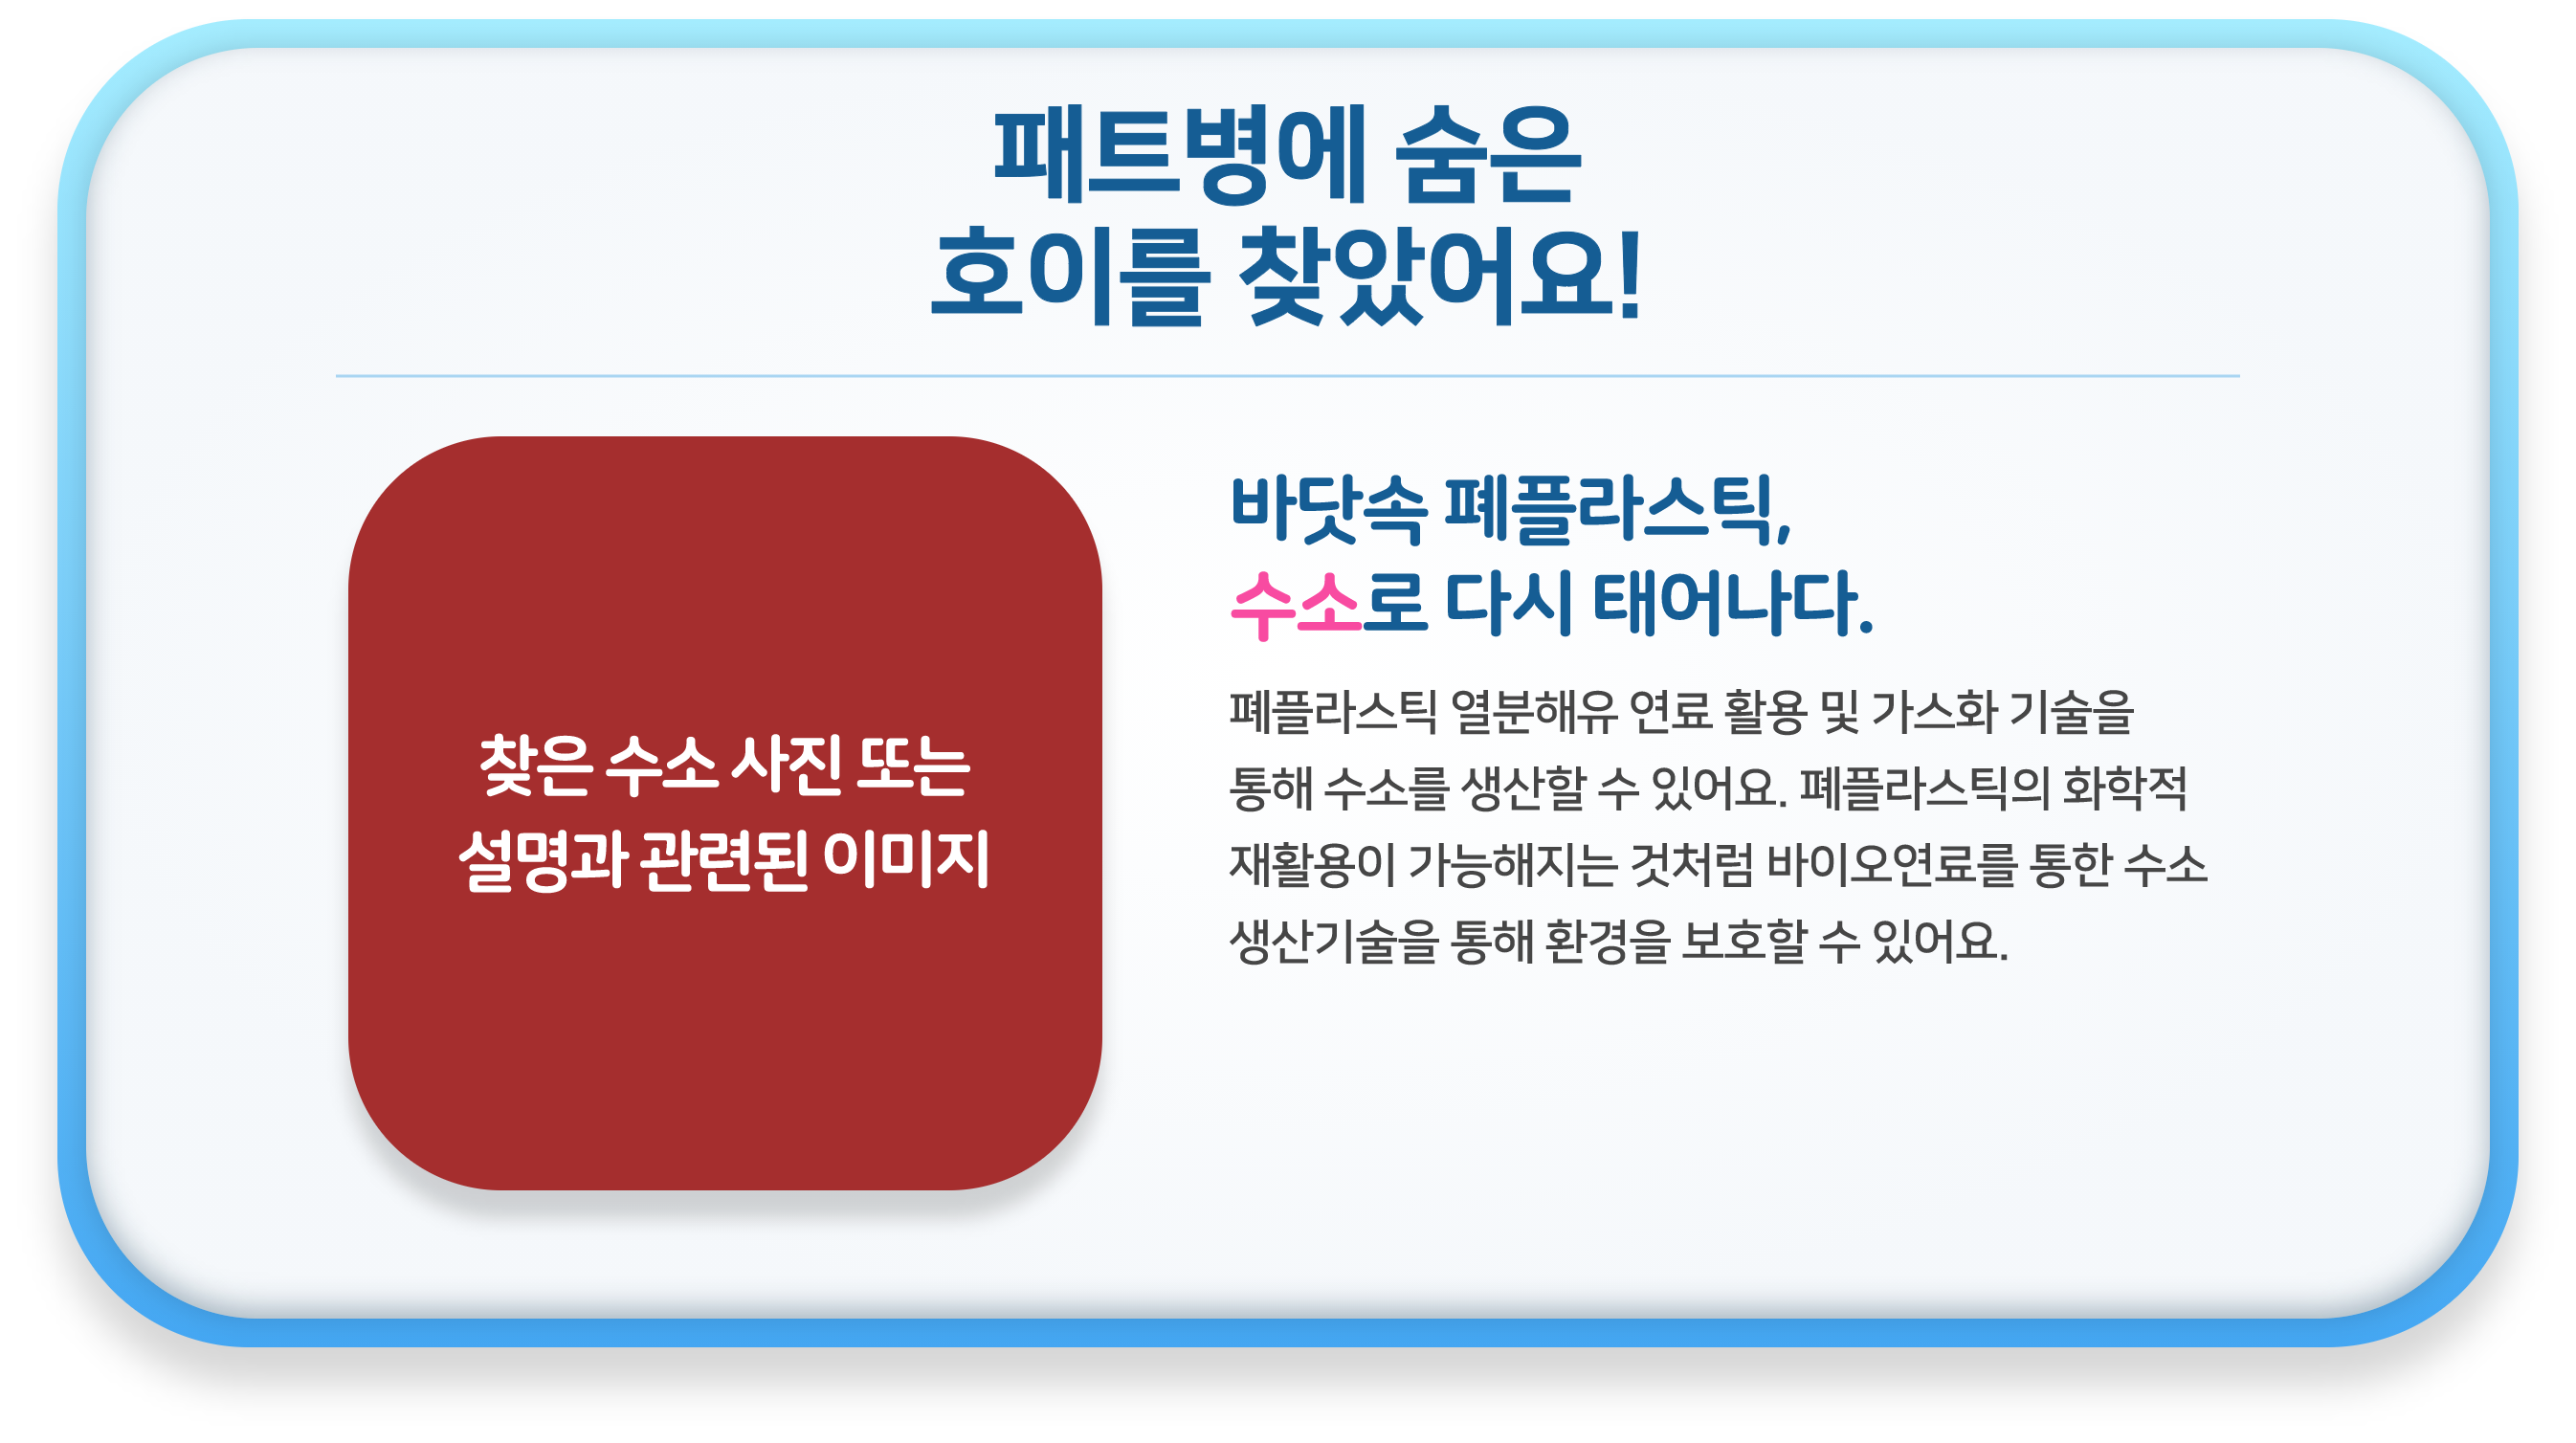 패트병에 숨은
호이를 찾았어요!
바닷속 폐플라스틱,
수소로 다시 태어나다.
찾은 수소 사진 또는
설명과 관련된 이미지
폐플라스틱 열분해유 연료 활용 및 가스화 기술을
통해 수소를 생산할 수 있어요. 폐플라스틱의 화학적
재활용이 가능해지는 것처럼 바이오연료를 통한 수소
생산기술을 통해 환경을 보호할 수 있어요.